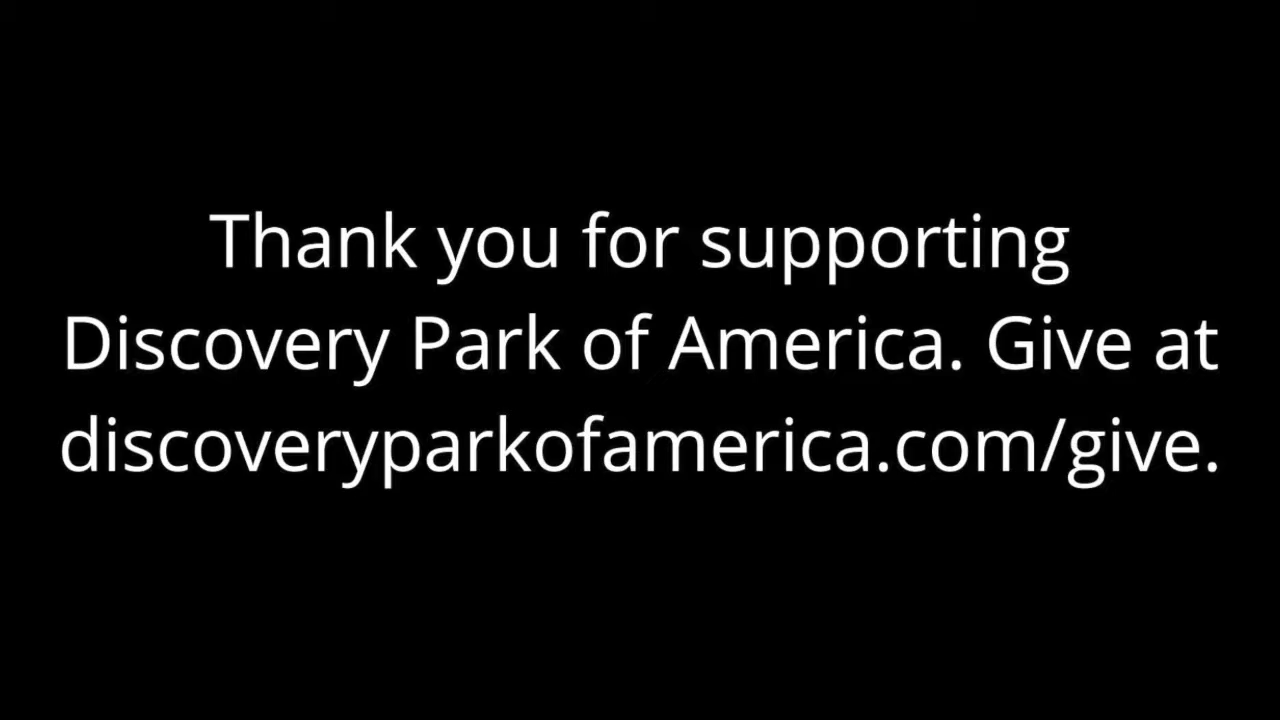 Thank you for supporting
Discovery Park of America. Give at
discoveryparkofamerica.com/give.